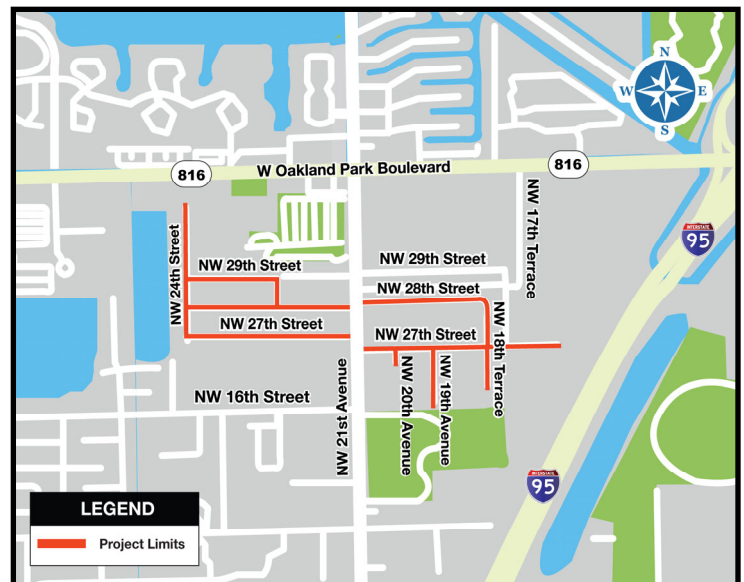 N
W
E
S
816
W Oakland Park Boulevard
816
NW 17th Terrace
INTERSTATE
95
NW 24th Street
NW 29th Street
NW 29th Street
NW 28th Street
NW 27th Street
NW 27th Street
NW 18th Terrace
NW 16th Street
NW 21st Avenue
NW 20th Avenue
NW 19th Avenue
INTERSTATE
95
LEGEND
Project Limits